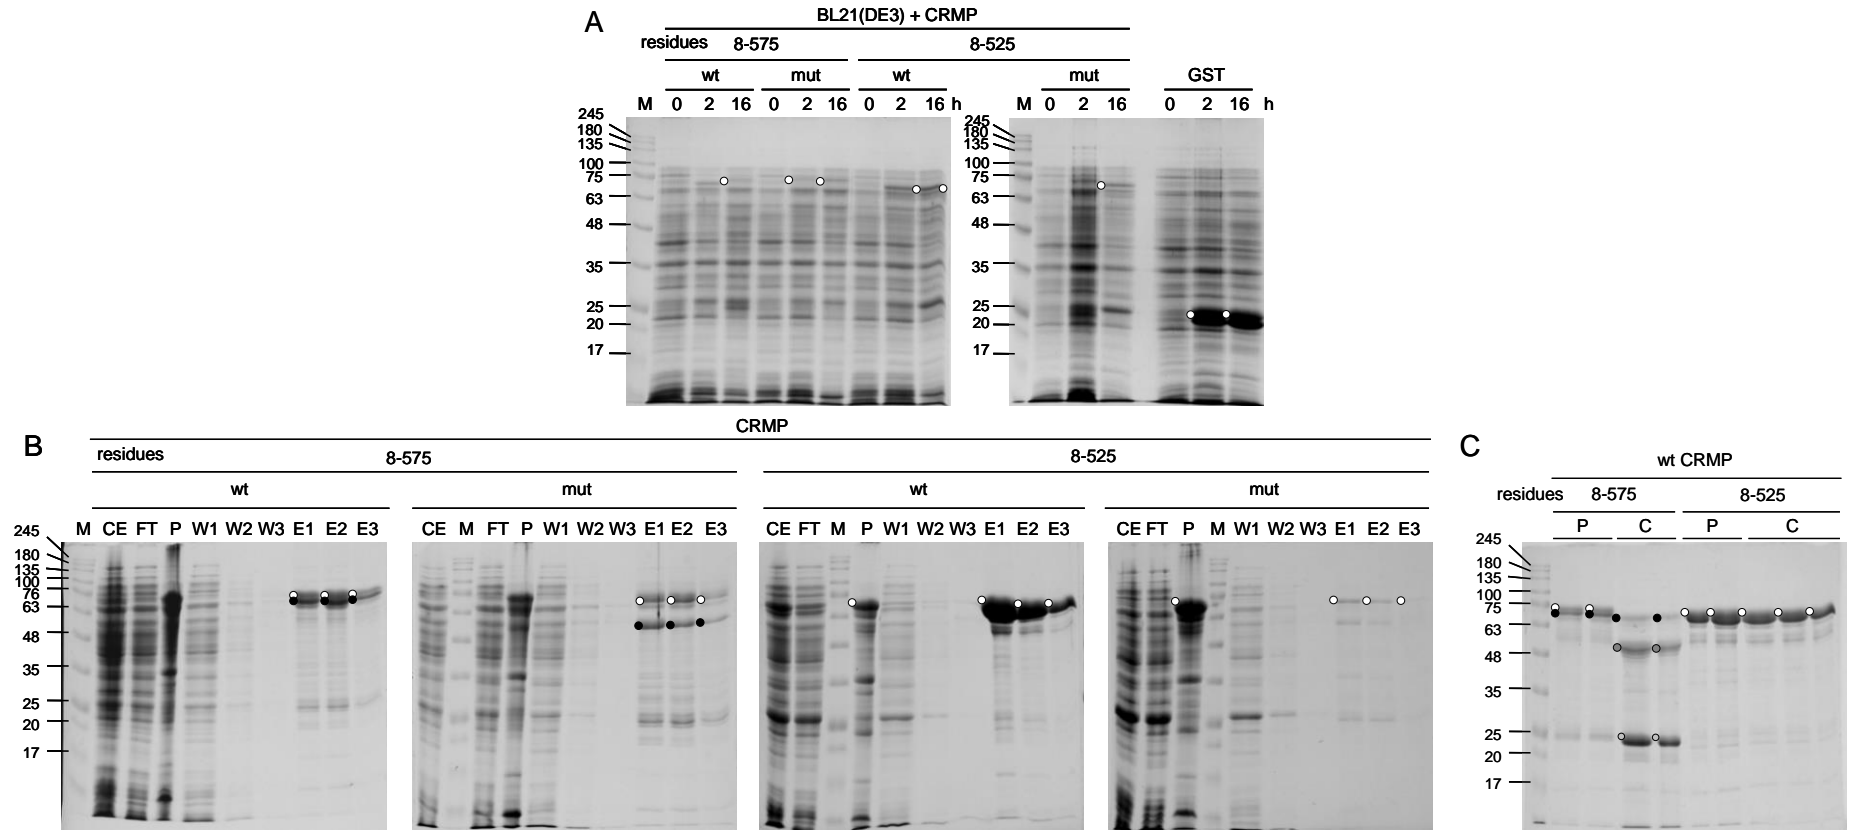 A
BL21(DE3) + CRMP
residues 8-575 8-525
wt mut wt mut GST
M 0 2 16 0 2 16 0 2 16 h M 0 2 16 0 2 16 h
245 245
180 180
135 135
100 100
75 75
63 63
48 48
35 35
25 25
20 20
17 17
B
CRMP
residues 8-575 8-525
wt mut wt mut
M CE FT P W1 W2 W3 E1 E2 E3 CE M FT P W1 W2 W3 E1 E2 E3 CE FT M P W1 W2 W3 E1 E2 E3 CE FT P M W1 W2 W3 E1 E2 E3
245
180
135
100
76
63
48
35
25
20
17
C
wt CRMP
residues 8-575 8-525
P C P C
245
180
135
100
75
63
48
35
25
20
17